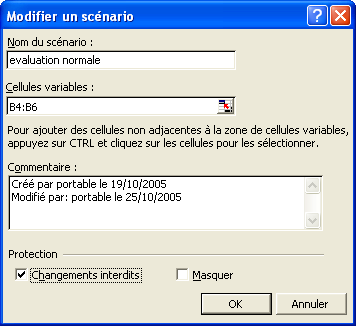 Modifier un scénario
Nom du scénario :
evaluation normale
Cellules variables :
B4:B6
Pour ajouter des cellules non adjacentes à la zone de cellules variables,
appuyez sur CTRL et cliquez sur les cellules pour les sélectionner.
Commentaire :
Créé par portable le 19/10/2005
Modifié par: portable le 25/10/2005
Protection
Changements interdits
Masquer
OK
Annuler